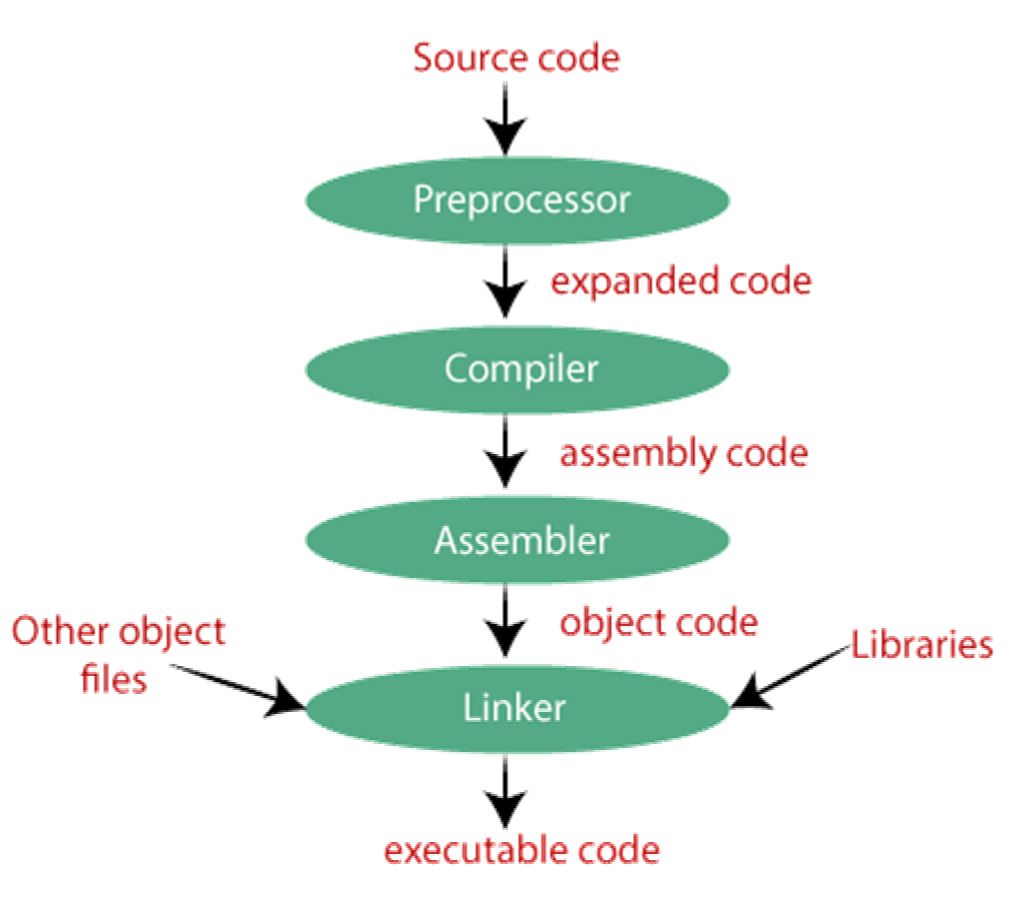 Source code
Preprocessor
expanded code
Compiler
assembly code
Assembler
object code
Other object
files
Libraries
Linker
executable code